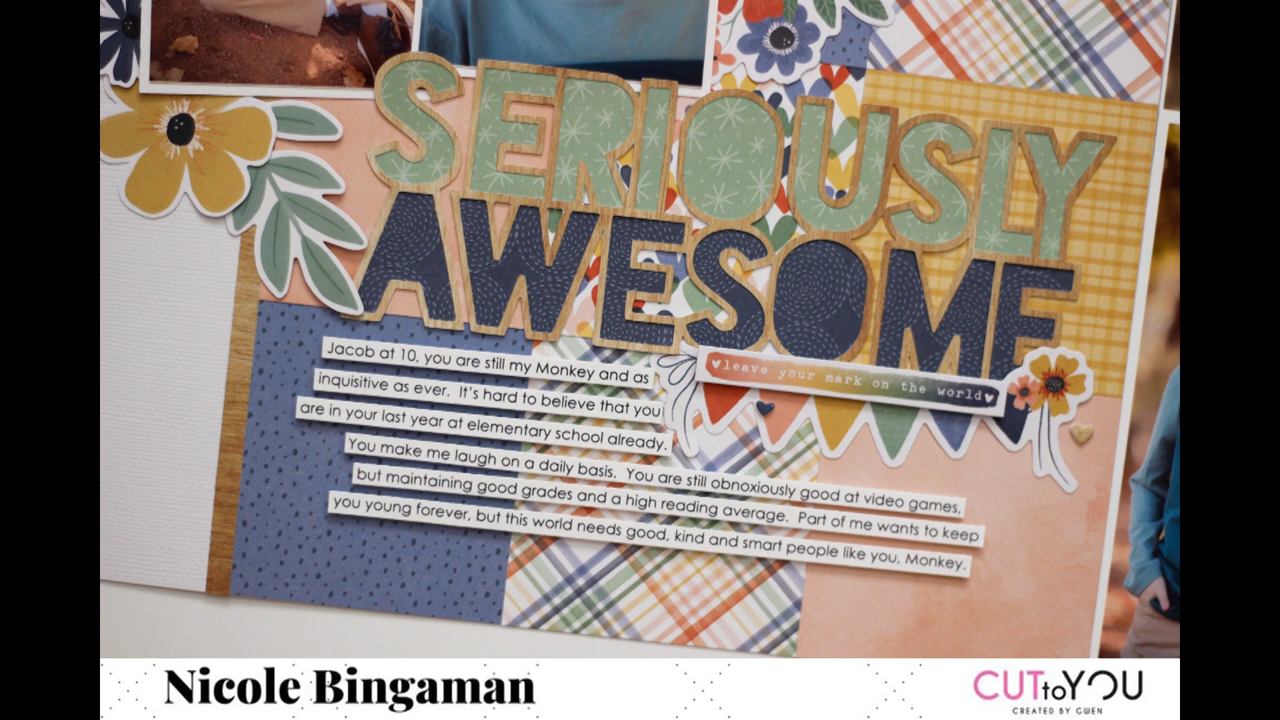 SERIOUSLY
AWESOME
♥leave your mark on the world♥
Jacob at 10, you are still my Monkey and as
inquisitive as ever. It's hard to believe that you
are in your last year at elementary school already.
You make me laugh on a daily basis. You are still obnoxiously good at video games,
but maintaining good grades and a high reading average. Part of me wants to keep
you young forever, but this world needs good, kind and smart people like you, Monkey.
Nicole Bingaman
CUTtoYOU
CREATED BY GWEN